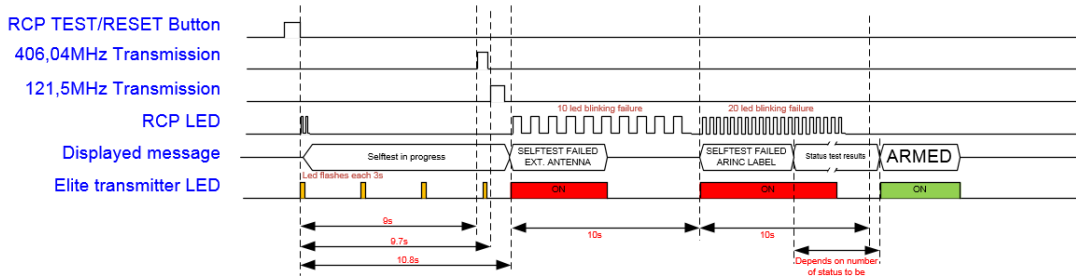 RCP TEST/RESET Button
406,04MHz Transmission
121,5MHz Transmission
10 led blinking failure
20 led blinking failure
RCP LED
Displayed message
Selftest in progress
SELFTEST FAILED
EXT. ANTENNA
SELFTEST FAILED
ARINC LABEL
Status test results
ARMED
Led flashes each 3s
Elite transmitter LED
ON
ON
ON
9s
10s
10s
9.7s
10.8s
Depends on number
of status to be